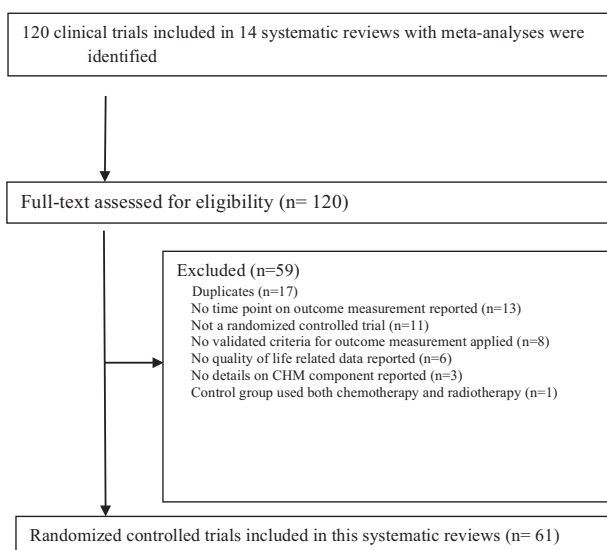 120 clinical trials included in 14 systematic reviews with meta-analyses were
identified
Full-text assessed for eligibility (n= 120)
Excluded (n=59)
Duplicates (n=17)
No time point on outcome measurement reported (n=13)
Not a randomized controlled trial (n=11)
No validated criteria for outcome measurement applied (n=8)
No quality of life related data reported (n=6)
No details on CHM component reported (n=3)
Control group used both chemotherapy and radiotherapy (n=1)
Randomized controlled trials included in this systematic reviews (n= 61)